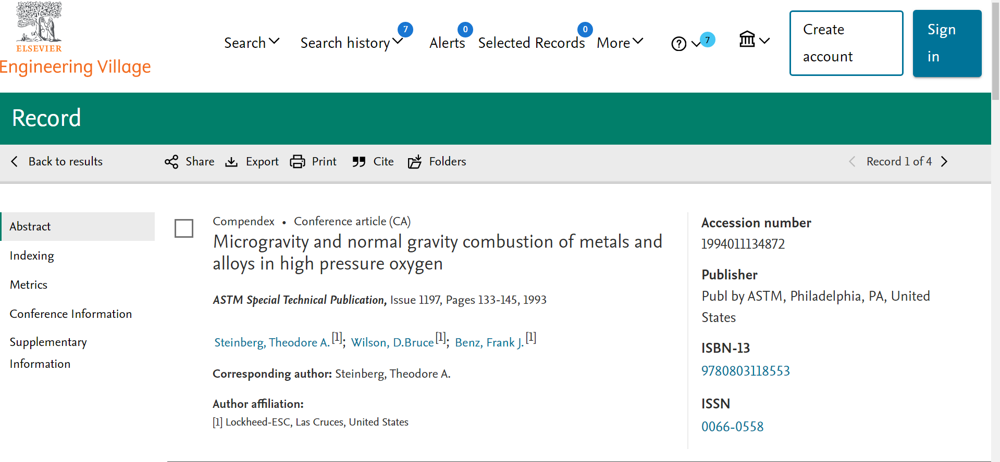 ELSEVIER
Engineering Village
Search
Search history 7
Alerts 0
Selected Records 0
More
? 7
Create account
Sign in
Record
Back to results
Share
Export
Print
Cite
Folders
Record 1 of 4
Abstract
Indexing
Metrics
Conference Information
Supplementary
Information
Compendex • Conference article (CA)
Microgravity and normal gravity combustion of metals and
alloys in high pressure oxygen
ASTM Special Technical Publication, Issue 1197, Pages 133-145, 1993
Steinberg, Theodore A. [1]; Wilson, D.Bruce [1]; Benz, Frank J. [1]
Corresponding author: Steinberg, Theodore A.
Author affiliation:
[1] Lockheed-ESC, Las Cruces, United States
Accession number
1994011134872
Publisher
Publ by ASTM, Philadelphia, PA, United
States
ISBN-13
9780803118553
ISSN
0066-0558